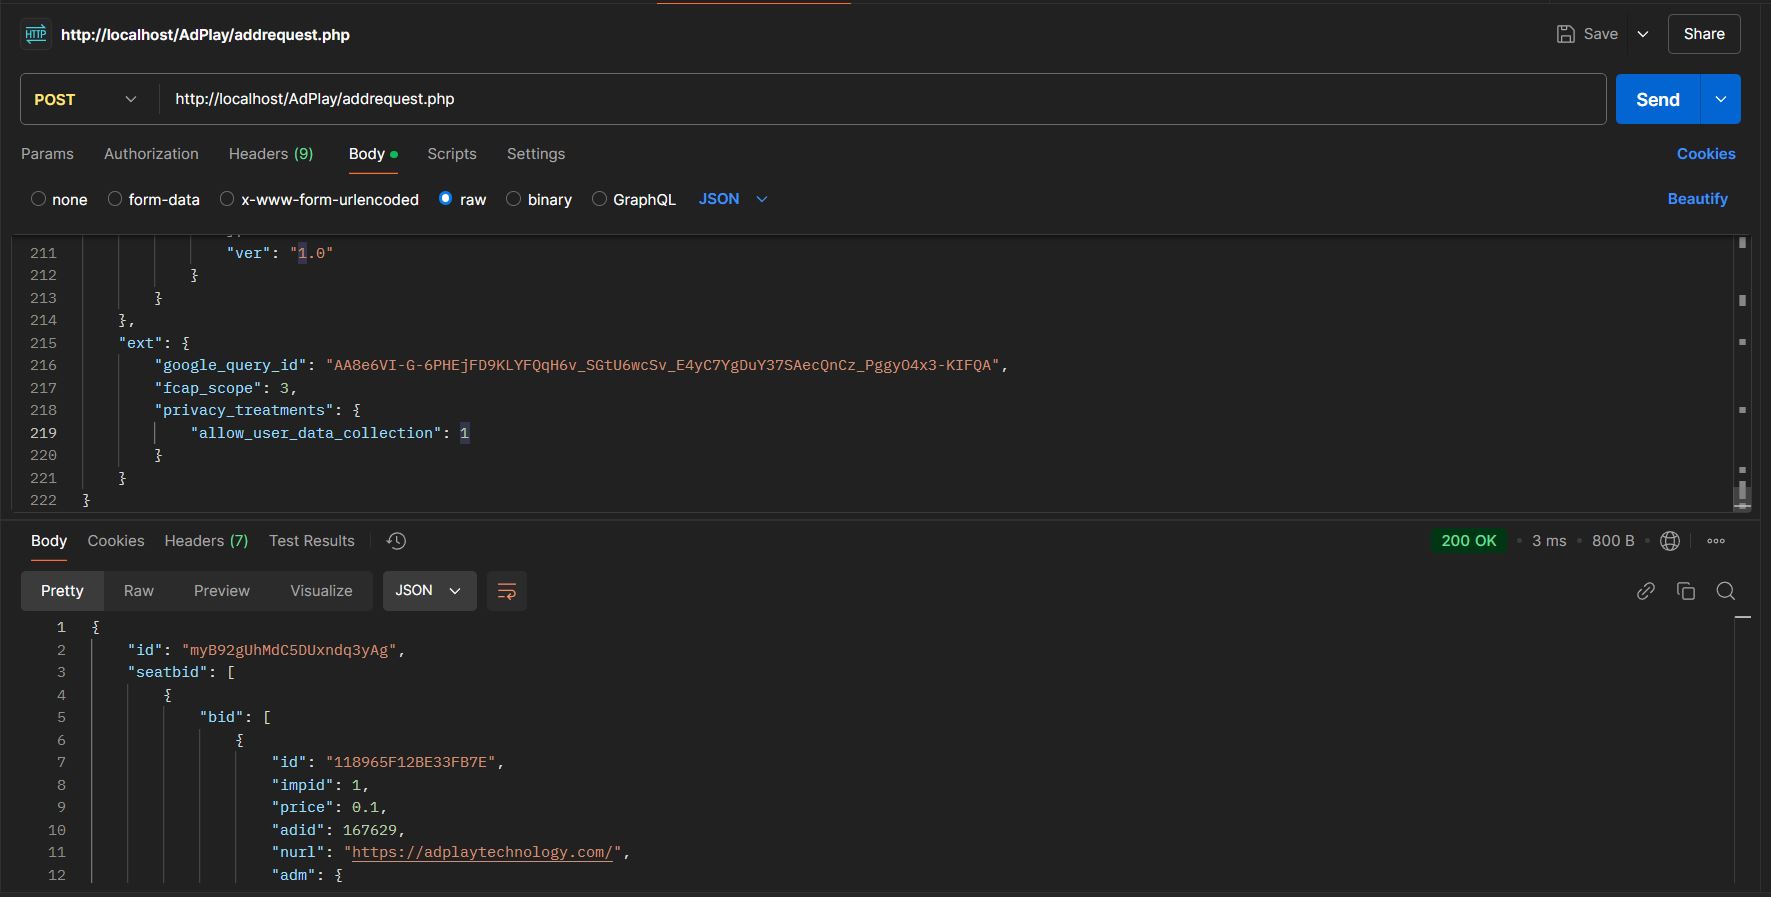 HTTP http://localhost/AdPlay/addrequest.php Save Share
POST http://localhost/AdPlay/addrequest.php Send
Params Authorization Headers (9) Body Scripts Settings Cookies
none form-data x-www-form-urlencoded raw binary GraphQL JSON Beautify
211 "ver": "1.0"
212 }
213 }
214 },
215 "ext": {
216 "google_query_id": "AA8e6VI-G-6PHEjFD9KLYFQqH6v_SGtU6wcSv_E4yC7YgDuY37SAecQnCz_PggyO4x3-KIFQA",
217 "fcap_scope": 3,
218 "privacy_treatments": {
219 "allow_user_data_collection": 1
220 }
221 }
222 }
Body Cookies Headers (7) Test Results 200 OK 3 ms 800 B
Pretty Raw Preview Visualize JSON
1 {
2 "id": "myB92gUhMdC5DUxndq3yAg",
3 "seatbid": [
4 {
5 "bid": [
6 {
7 "id": "118965F12BE33FB7E",
8 "impid": 1,
9 "price": 0.1,
10 "adid": 167629,
11 "nurl": "https://adplaytechnology.com/",
12 "adm": {